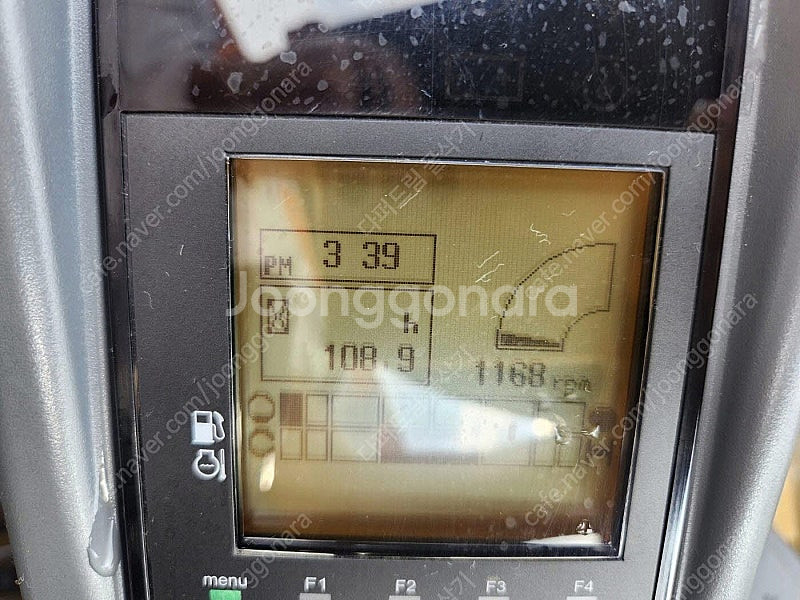 PM 3 39
h
108 9
1168 rpm
Joonggonara
cafe.naver.com/joonggonara
menu F1 F2 F3 F4